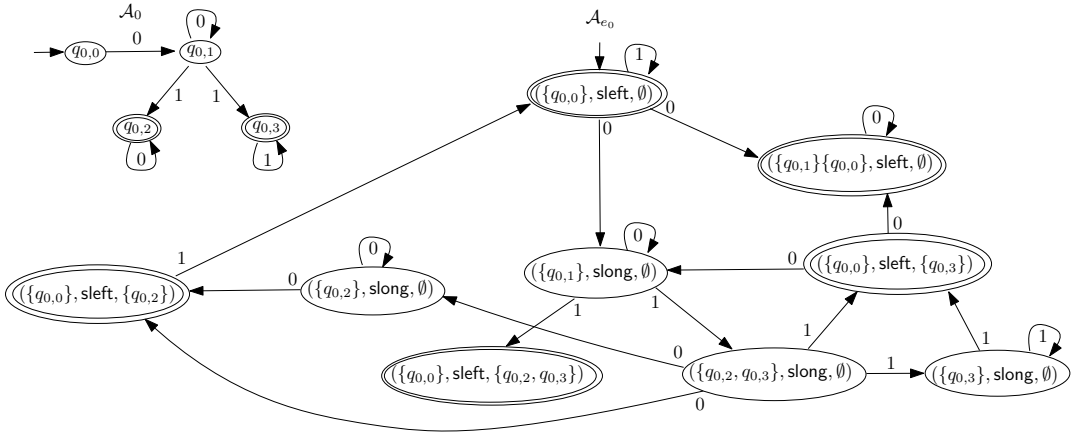 𝒜₀
𝒜ₑ₀
0
q₀,₀
0
q₀,₁
1
1
q₀,₂
q₀,₃
0
1
1
({q₀,₀}, sleft, ∅)
0
0
0
({q₀,₁}{q₀,₀}, sleft, ∅)
0
1
0
0
({q₀,₁}, slong, ∅)
0
({q₀,₀}, sleft, {q₀,₃})
({q₀,₀}, sleft, {q₀,₂})
0
({q₀,₂}, slong, ∅)
1
1
1
1
1
0
({q₀,₀}, sleft, {q₀,₂, q₀,₃})
({q₀,₂, q₀,₃}, slong, ∅)
1
({q₀,₃}, slong, ∅)
0